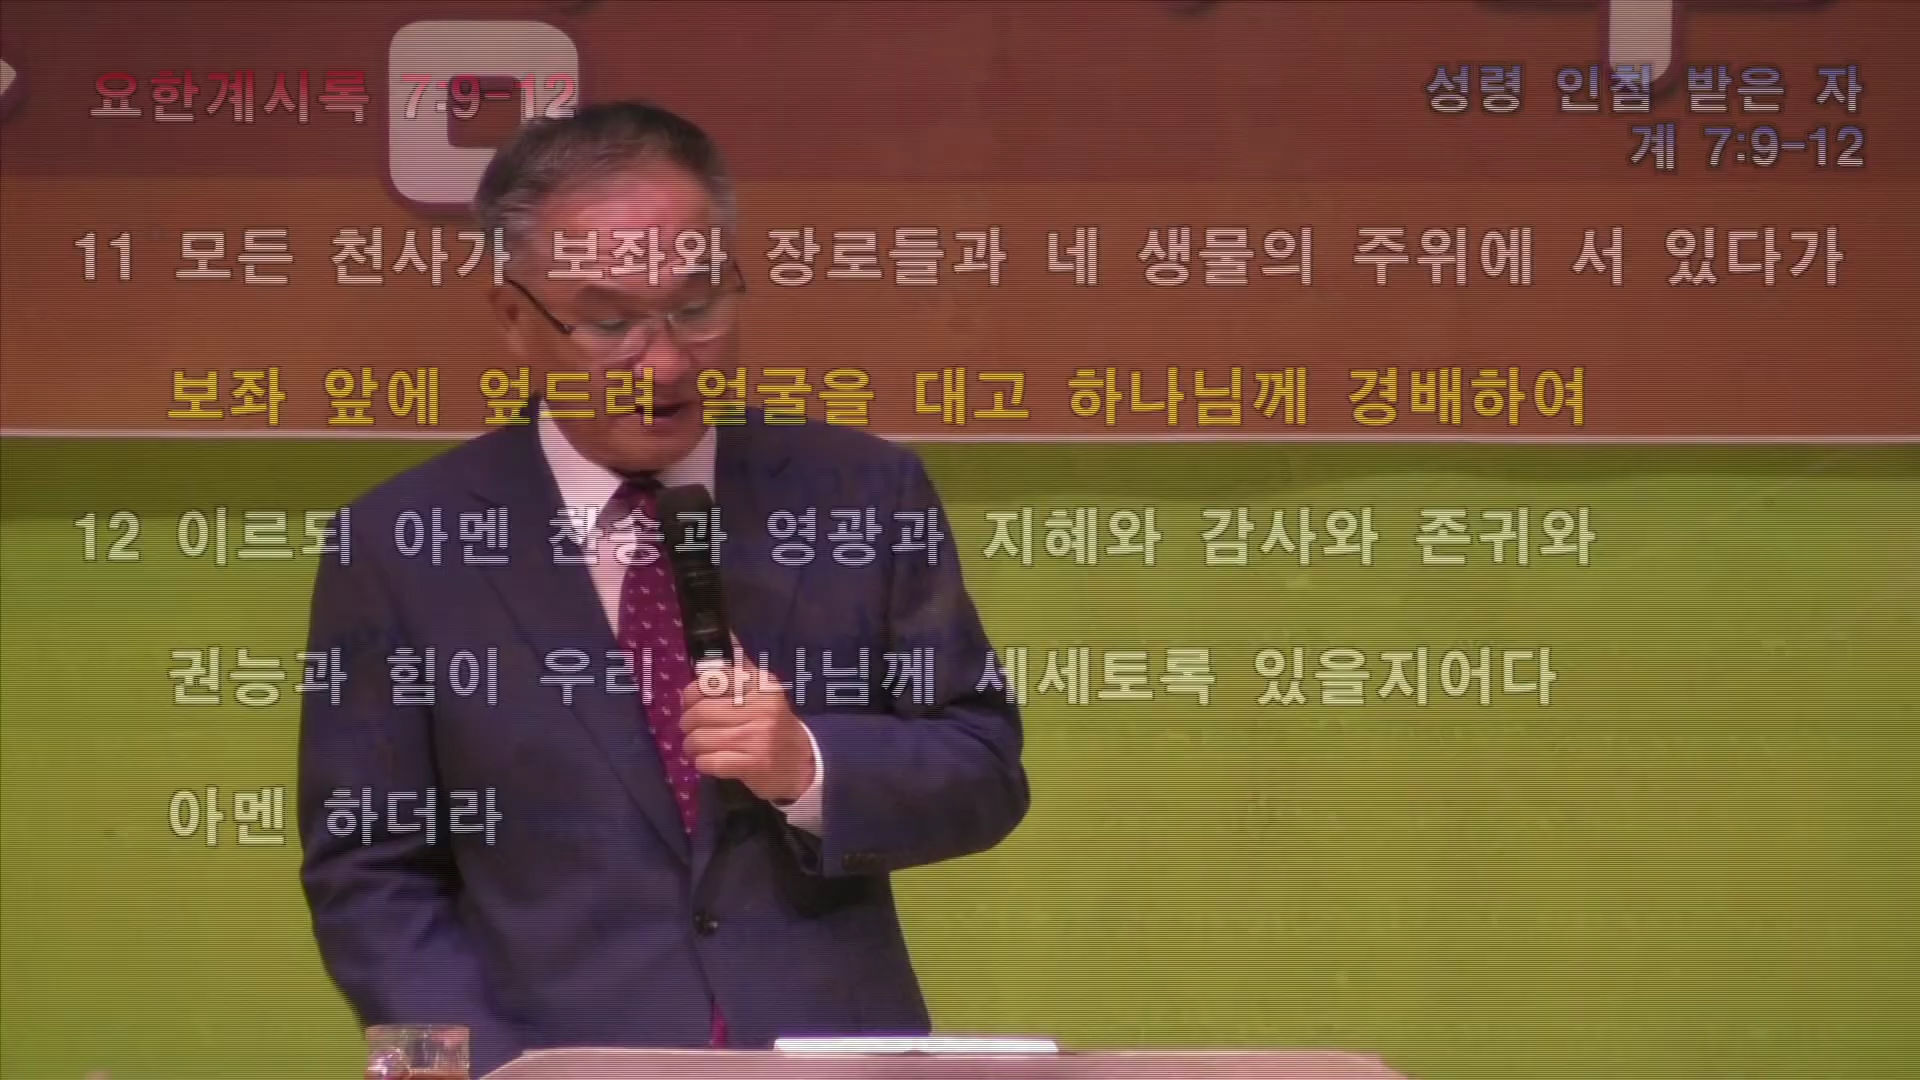 요한계시록 7:9-12
성령 인침 받은 자
계 7:9-12
11 모든 천사가 보좌와 장로들과 네 생물의 주위에 서 있다가
보좌 앞에 엎드려 얼굴을 대고 하나님께 경배하여
12 이르되 아멘 찬송과 영광과 지혜와 감사와 존귀와
권능과 힘이 우리 하나님께 세세토록 있을지어다
아멘 하더라